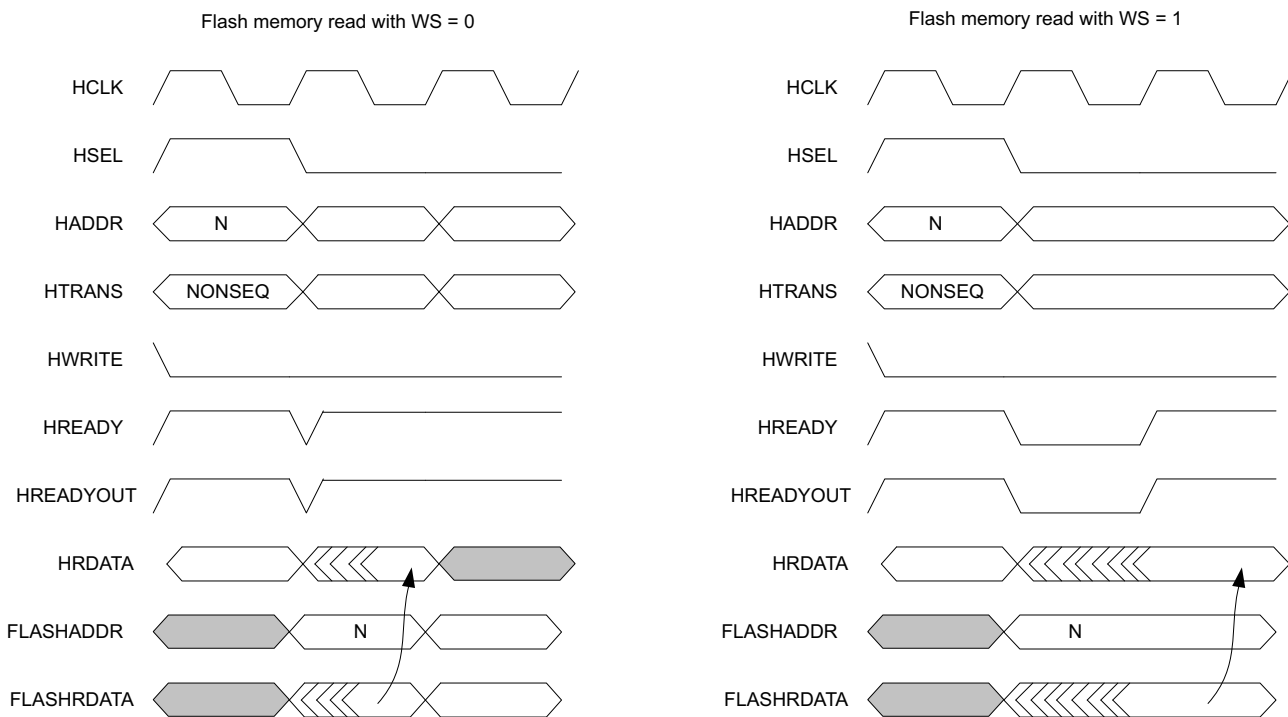 Flash memory read with WS = 0
HCLK
HSEL
HADDR N
HTRANS NONSEQ
HWRITE
HREADY
HREADYOUT
HRDATA
FLASHADDR N
FLASHRDATA
Flash memory read with WS = 1
HCLK
HSEL
HADDR N
HTRANS NONSEQ
HWRITE
HREADY
HREADYOUT
HRDATA
FLASHADDR N
FLASHRDATA